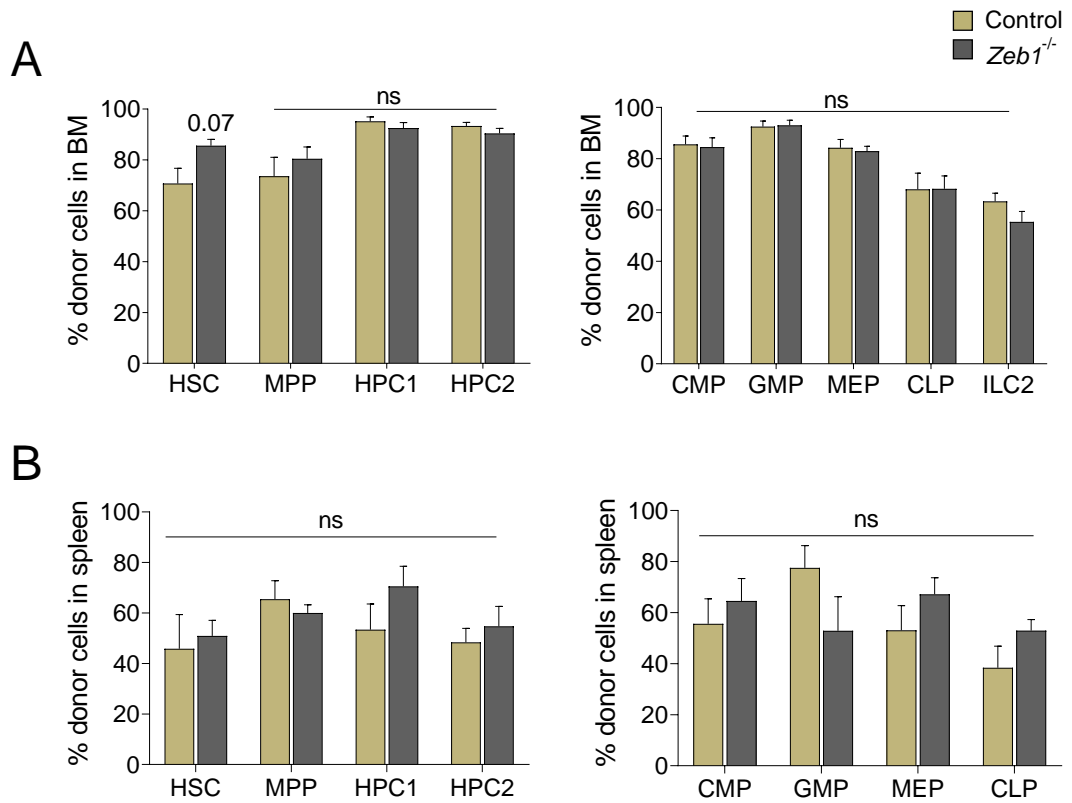 Control
Zeb1-/-
A
% donor cells in BM
100
80
60
40
20
0
0.07
ns
HSC MPP HPC1 HPC2
% donor cells in BM
100
80
60
40
20
0
ns
CMP GMP MEP CLP ILC2
B
% donor cells in spleen
100
80
60
40
20
0
ns
HSC MPP HPC1 HPC2
% donor cells in spleen
100
80
60
40
20
0
ns
CMP GMP MEP CLP